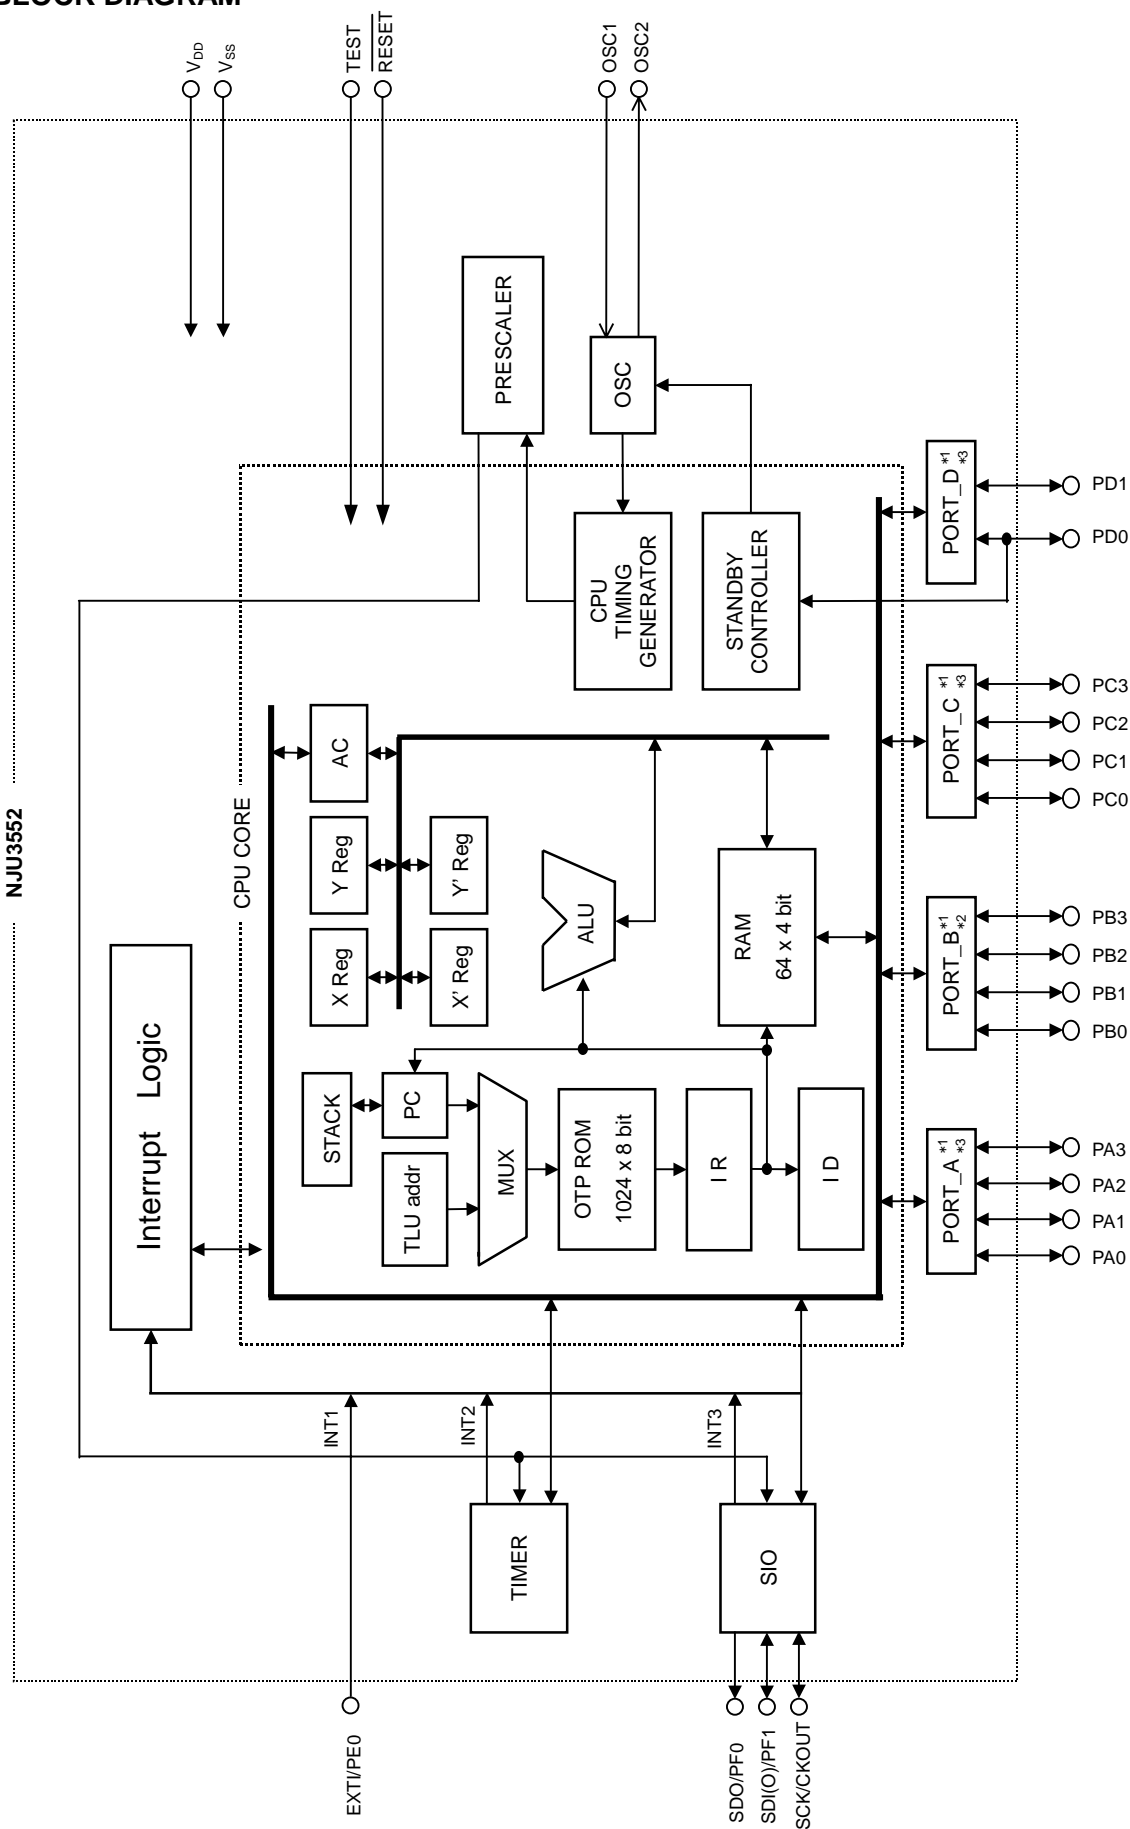 BLOCK DIAGRAM
NJU3552
VDD
VSS
TEST
RESET
OSC1
OSC2
PRESCALER
OSC
CPU CORE
CPU
TIMING
GENERATOR
STANDBY
CONTROLLER
PORT_D *1 *3
PD1
PD0
AC
Y Reg
Y' Reg
X Reg
X' Reg
ALU
RAM
64 x 4 bit
PORT_C *1 *3
PC3
PC2
PC1
PC0
Interrupt Logic
STACK
PC
TLU addr
MUX
OTP ROM
1024 x 8 bit
I R
I D
PORT_B *1 *2
PB3
PB2
PB1
PB0
PORT_A *1 *3
PA3
PA2
PA1
PA0
INT1
INT2
INT3
TIMER
SIO
EXTI/PE0
SDO/PF0
SDI(O)/PF1
SCK/CKOUT